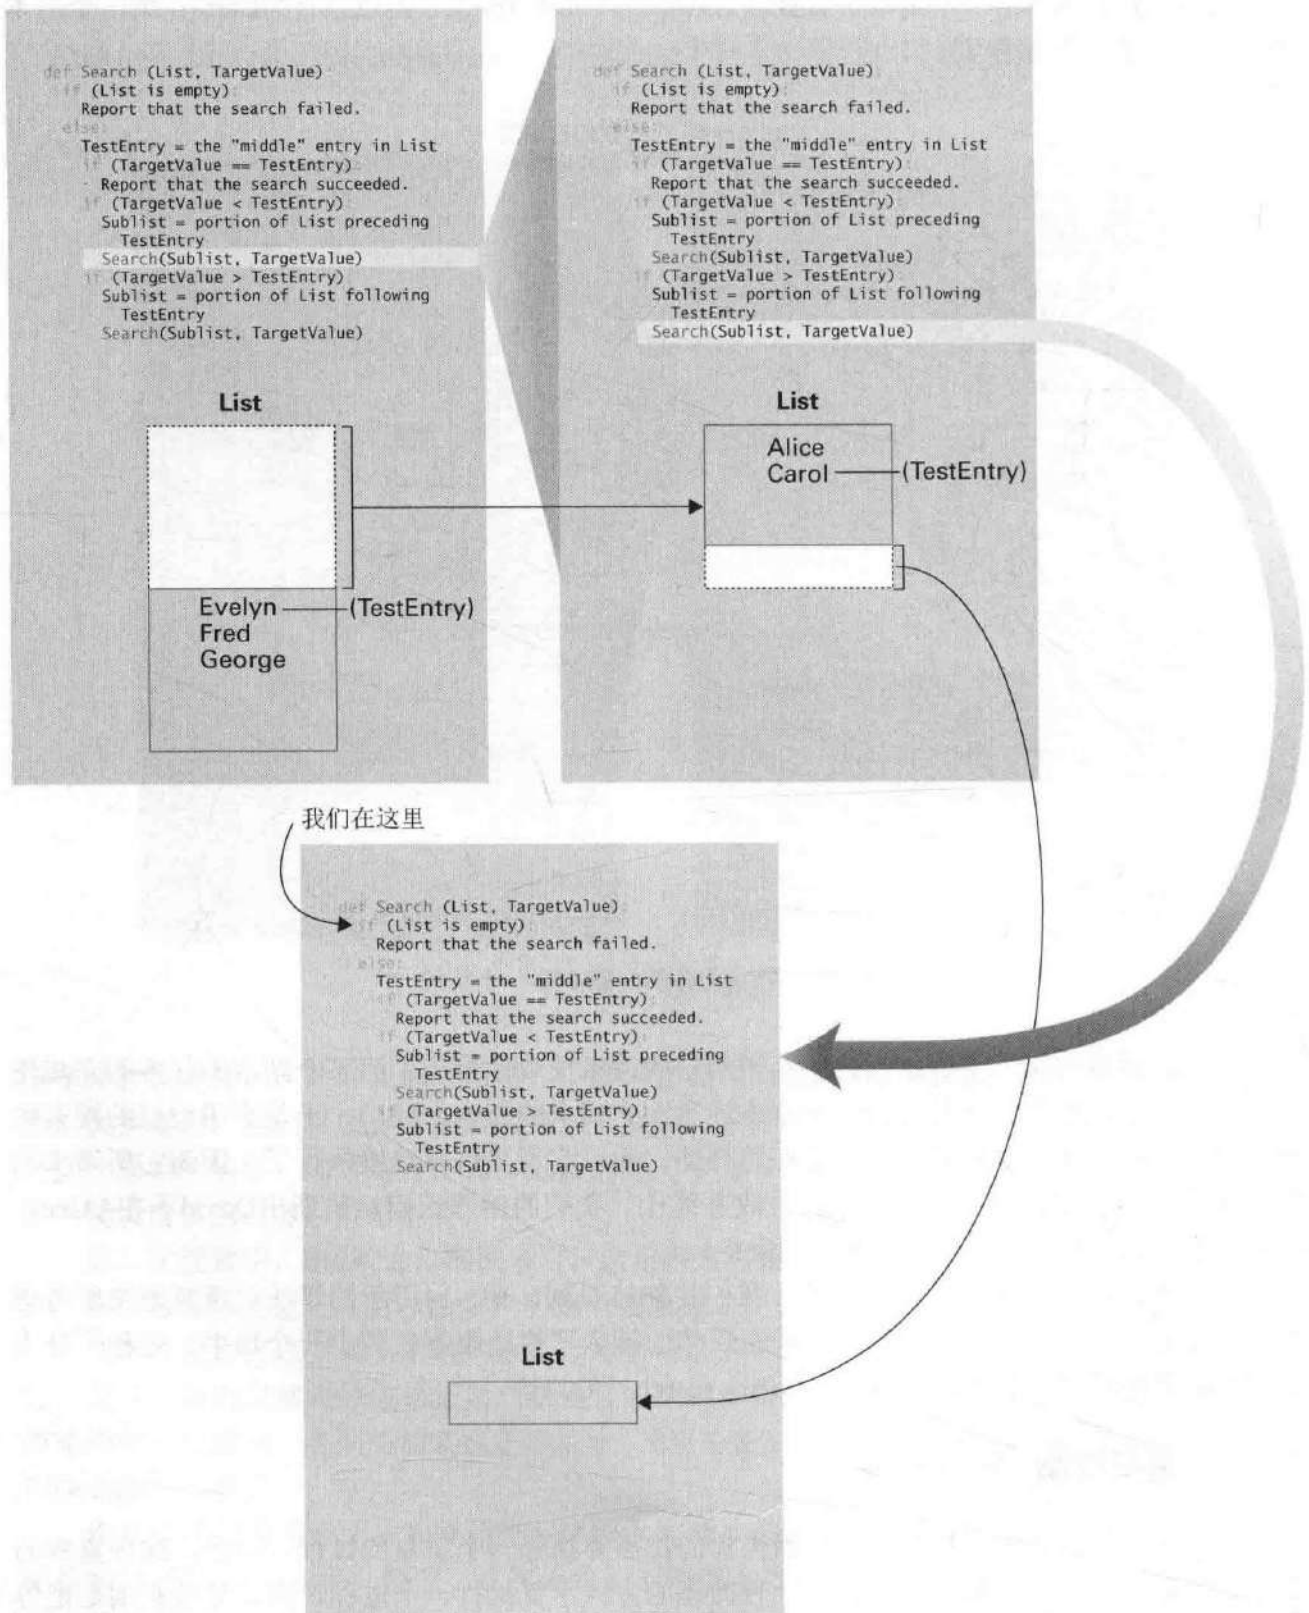 def Search (List, TargetValue):
if (List is empty):
Report that the search failed.
else:
TestEntry = the "middle" entry in List
if (TargetValue == TestEntry):
Report that the search succeeded.
if (TargetValue < TestEntry):
Sublist = portion of List preceding
TestEntry
Search(Sublist, TargetValue)
if (TargetValue > TestEntry):
Sublist = portion of List following
TestEntry
Search(Sublist, TargetValue)
List
Evelyn (TestEntry)
Fred
George
def Search (List, TargetValue):
if (List is empty):
Report that the search failed.
else:
TestEntry = the "middle" entry in List
if (TargetValue == TestEntry):
Report that the search succeeded.
if (TargetValue < TestEntry):
Sublist = portion of List preceding
TestEntry
Search(Sublist, TargetValue)
if (TargetValue > TestEntry):
Sublist = portion of List following
TestEntry
Search(Sublist, TargetValue)
List
Alice
Carol (TestEntry)
我们在这里
def Search (List, TargetValue):
if (List is empty):
Report that the search failed.
else:
TestEntry = the "middle" entry in List
if (TargetValue == TestEntry):
Report that the search succeeded.
if (TargetValue < TestEntry):
Sublist = portion of List preceding
TestEntry
Search(Sublist, TargetValue)
if (TargetValue > TestEntry):
Sublist = portion of List following
TestEntry
Search(Sublist, TargetValue)
List